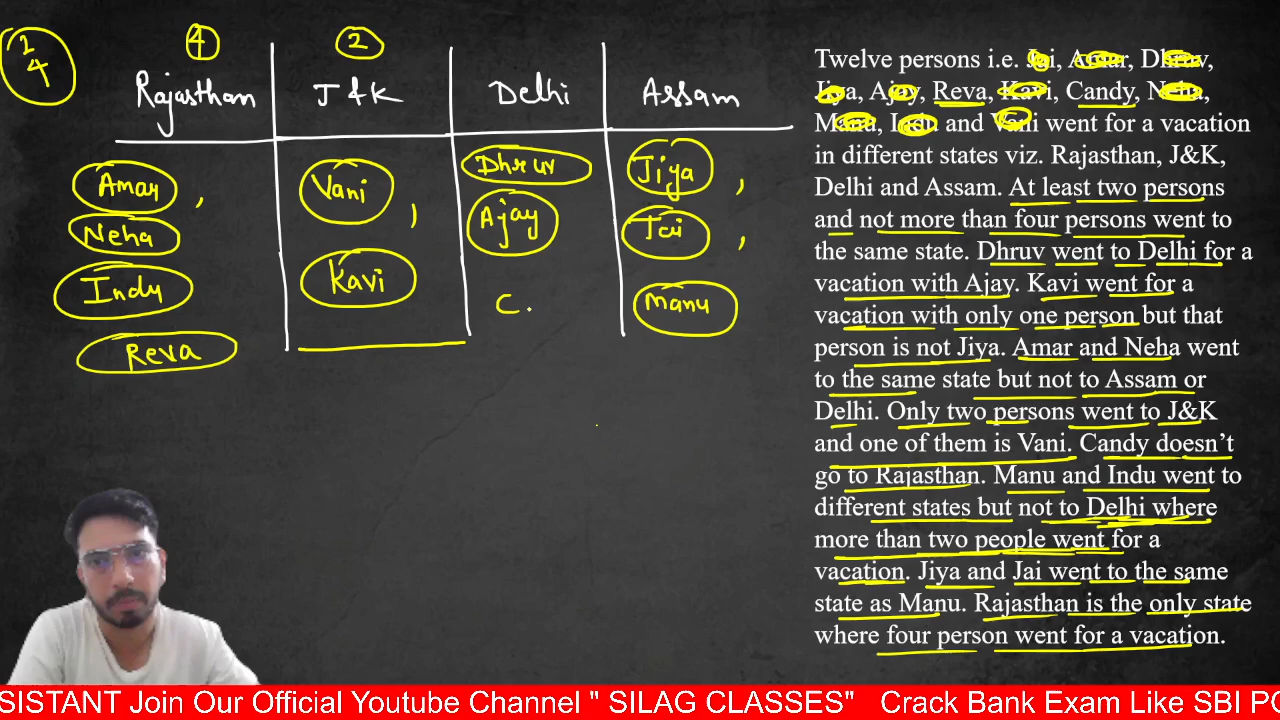 1
4
4
2
Rajasthan J&K Delhi Assam
Amar, Vani, Dhruv Jiya,
Neha Kavi Ajay Jai,
Indu C. Manu
Reva
Twelve persons i.e. Jai, Amar, Dhruv,
Jiya, Ajay, Reva, Kavi, Candy, Neha,
Manu, Indu and Vani went for a vacation
in different states viz. Rajasthan, J&K,
Delhi and Assam. At least two persons
and not more than four persons went to
the same state. Dhruv went to Delhi for a
vacation with Ajay. Kavi went for a
vacation with only one person but that
person is not Jiya. Amar and Neha went
to the same state but not to Assam or
Delhi. Only two persons went to J&K
and one of them is Vani. Candy doesn’t
go to Rajasthan. Manu and Indu went to
different states but not to Delhi where
more than two people went for a
vacation. Jiya and Jai went to the same
state as Manu. Rajasthan is the only state
where four person went for a vacation.
SISTANT Join Our Official Youtube Channel " SILAG CLASSES" Crack Bank Exam Like SBI PO